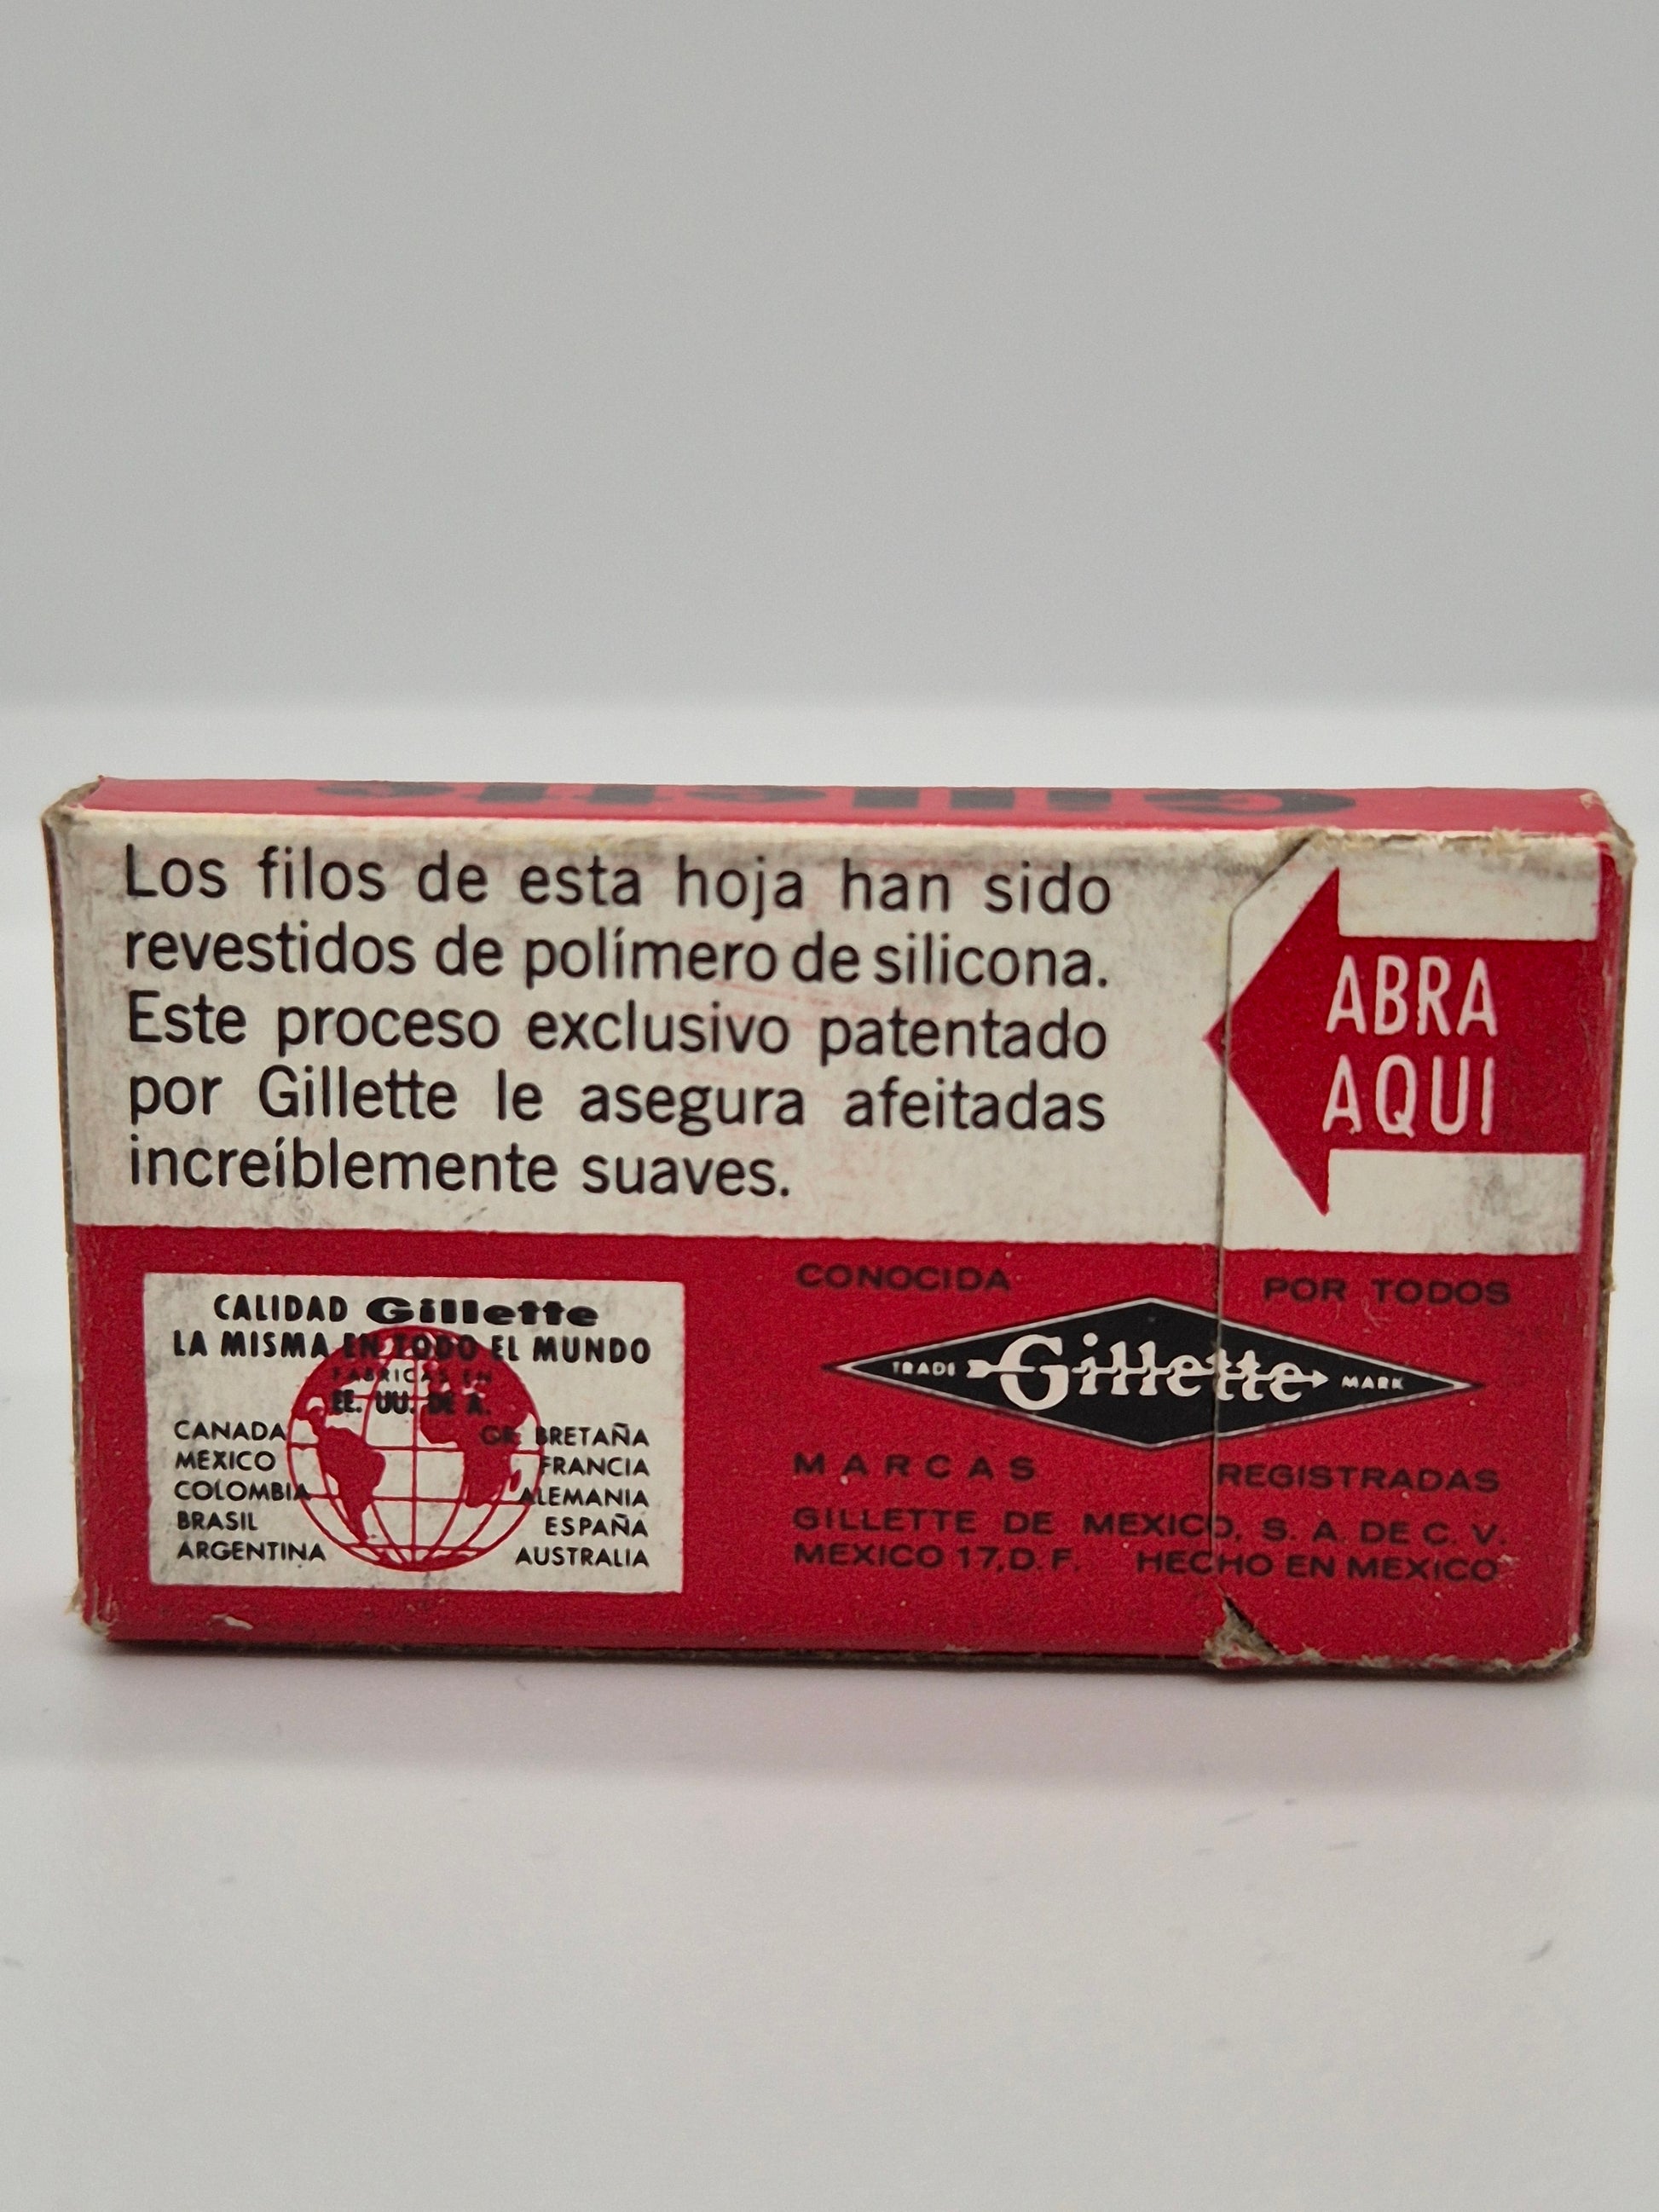 Gillette
Los filos de esta hoja han sido
revestidos de polímero de silicona.
Este proceso exclusivo patentado
por Gillette le asegura afeitadas
increíblemente suaves.
ABRA
AQUI
CALIDAD Gillette
LA MISMA EN TODO EL MUNDO
FABRICAS EN
EE. UU. DE A.
CANADA
MEXICO
COLOMBIA
BRASIL
ARGENTINA
GR. BRETAÑA
FRANCIA
ALEMANIA
ESPAÑA
AUSTRALIA
CONOCIDA POR TODOS
TRADE Gillette MARK
MARCAS REGISTRADAS
GILLETTE DE MEXICO, S. A. DE C. V.
MEXICO 17, D. F. HECHO EN MEXICO